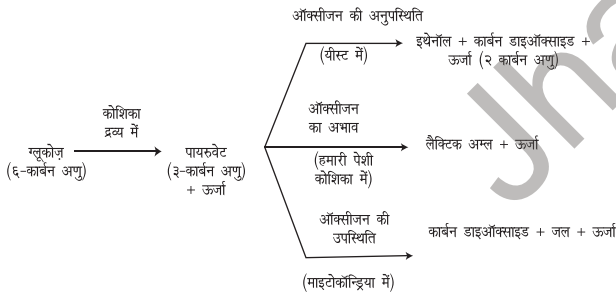 ऑक्सीजन की अनुपस्थिति
(यीस्ट में)
इथेनॉल + कार्बन डाइऑक्साइड +
ऊर्जा (२ कार्बन अणु)
कोशिका
द्रव्य में
ग्लूकोज़
(६-कार्बन अणु)
पायरुवेट
(३-कार्बन अणु)
+ ऊर्जा
ऑक्सीजन
का अभाव
(हमारी पेशी
कोशिका में)
लैक्टिक अम्ल + ऊर्जा
ऑक्सीजन की
उपस्थिति
(माइटोकॉन्ड्रिया में)
कार्बन डाइऑक्साइड + जल + ऊर्जा
Jha